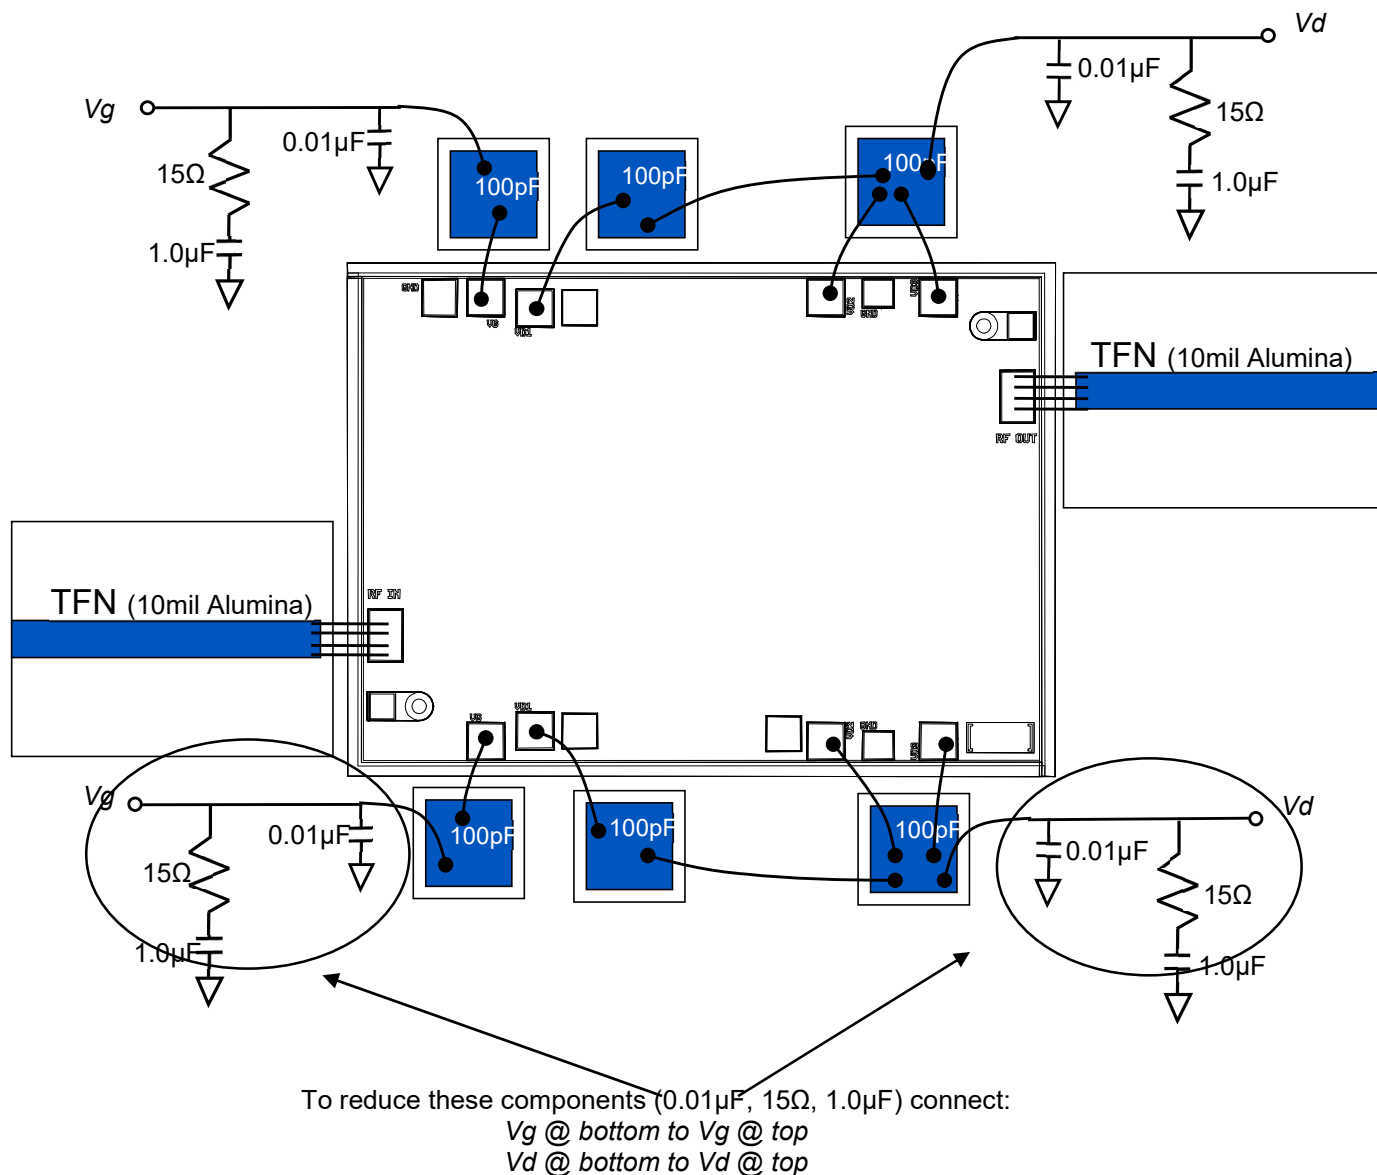 Vd
0.01µF
15Ω
1.0µF
Vg
0.01µF
15Ω
1.0µF
100pF
100pF
100pF
GND
VG
VD1
VD2
GND
VD3
TFN (10mil Alumina)
RF OUT
TFN (10mil Alumina)
RF IN
VG
VD1
GND
VD3
Vg
0.01µF
15Ω
1.0µF
100pF
100pF
100pF
Vd
0.01µF
15Ω
1.0µF
To reduce these components (0.01µF, 15Ω, 1.0µF) connect:
Vg @ bottom to Vg @ top
Vd @ bottom to Vd @ top